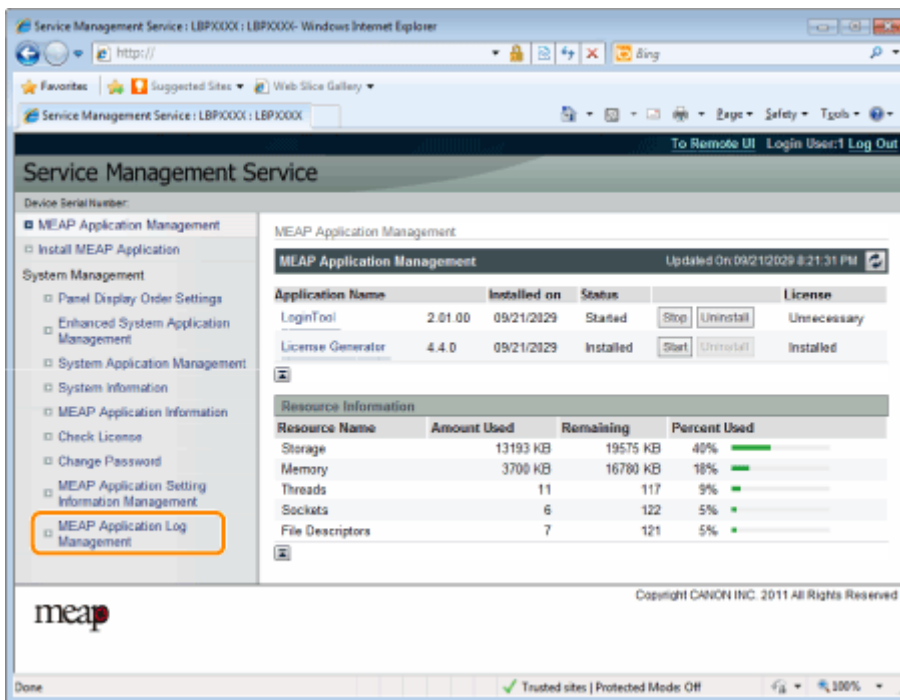 Service Management Service : LBPXXXX : LBPXXXX- Windows Internet Explorer
http://
Bing
Favorites Suggested Sites Web Slice Gallery
Service Management Service : LBPXXXX : LBPXXXX
Page Safety Tools
To Remote UI Login User:1 Log Out
Service Management Service
Device Serial Number:
MEAP Application Management
Install MEAP Application
System Management
Panel Display Order Settings
Enhanced System Application
Management
System Application Management
System Information
MEAP Application Information
Check License
Change Password
MEAP Application Setting
Information Management
MEAP Application Log
Management
MEAP Application Management
MEAP Application Management Updated On:09/21/2029 8:21:31 PM
Application Name Installed on Status License
LoginTool 2.01.00 09/21/2029 Started Stop Uninstall Unnecessary
License Generator 4.4.0 09/21/2029 Installed Start Uninstall Installed
Resource Information
Resource Name Amount Used Remaining Percent Used
Storage 13193 KB 19575 KB 40%
Memory 3700 KB 16780 KB 18%
Threads 11 117 9%
Sockets 6 122 5%
File Descriptors 7 121 5%
Copyright CANON INC. 2011 All Rights Reserved
meap
Done Trusted sites | Protected Mode: Off 100%